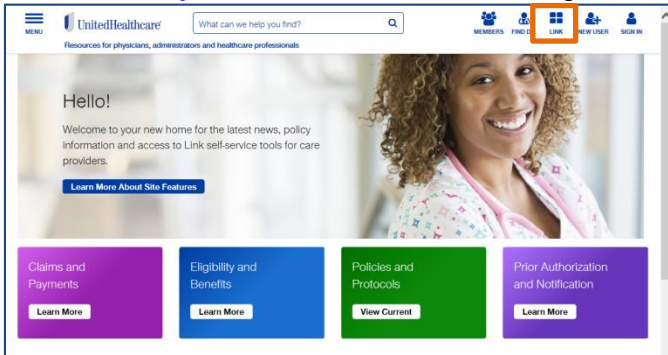 UnitedHealthcare
What can we help you find?
MENU
MEMBERS
FIND D
LINK
NEW USER
SIGN IN
Resources for physicians, administrators and healthcare professionals
Hello!
Welcome to your new home for the latest news, policy
information and access to Link self-service tools for care
providers.
Learn More About Site Features
Claims and
Payments
Learn More
Eligibility and
Benefits
Learn More
Policies and
Protocols
View Current
Prior Authorization
and Notification
Learn More